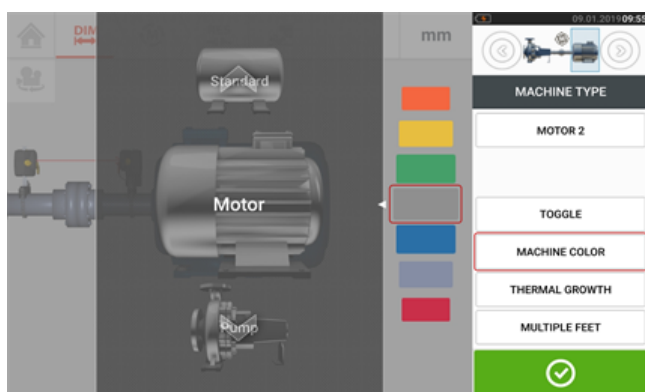 DIM
mm
Standard
Motor
Pump
09.01.2019 09:55
MACHINE TYPE
MOTOR 2
TOGGLE
MACHINE COLOR
THERMAL GROWTH
MULTIPLE FEET